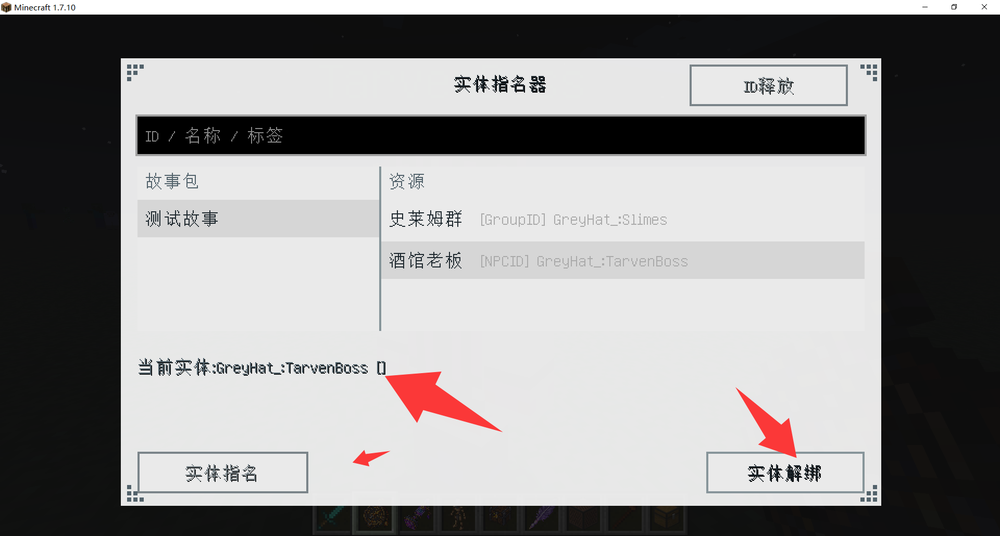 Minecraft 1.7.10
实体指名器
ID释放
ID / 名称 / 标签
故事包
资源
测试故事
史莱姆群 [GroupID] GreyHat_:Slimes
酒馆老板 [NPCID] GreyHat_:TarvenBoss
当前实体:GreyHat_:TarvenBoss []
实体指名
实体解绑